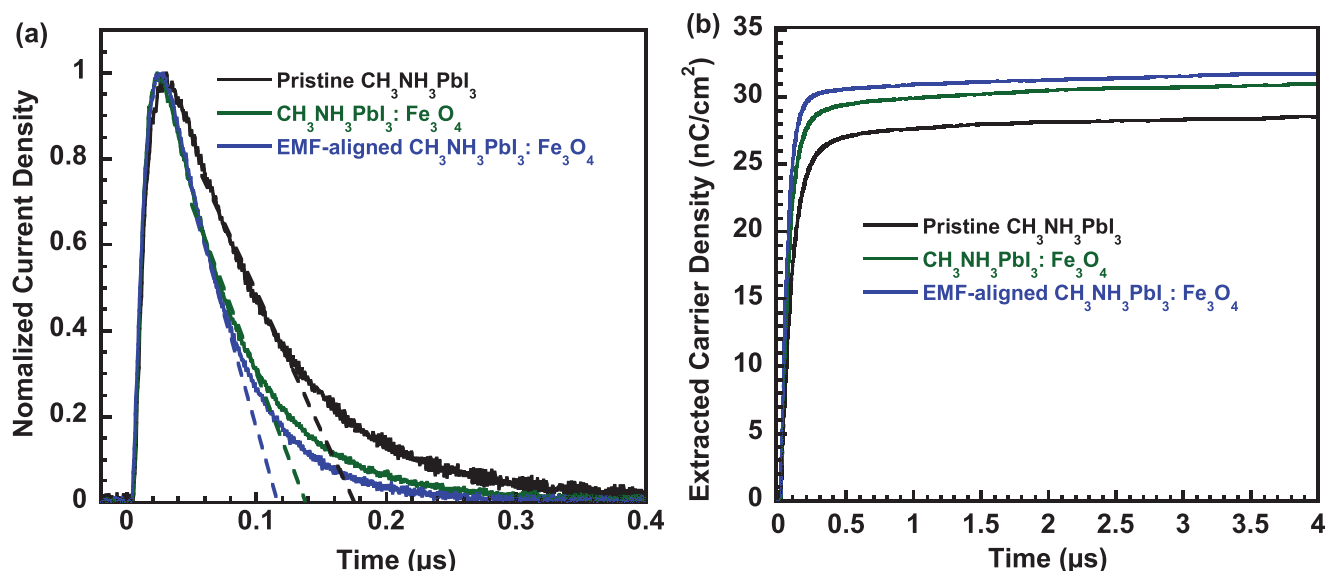 (a)
Nomalized Current Density
1
0.8
0.6
0.4
0.2
0
Pristine CH3NH3PbI3
CH3NH3PbI3: Fe3O4
EMF-aligned CH3NH3PbI3: Fe3O4
0 0.1 0.2 0.3 0.4
Time (µs)
(b)
Extracted Carrier Density (nC/cm2)
35
30
25
20
15
10
5
0
Pristine CH3NH3PbI3
CH3NH3PbI3: Fe3O4
EMF-aligned CH3NH3PbI3: Fe3O4
0 0.5 1 1.5 2 2.5 3 3.5 4
Time (µs)